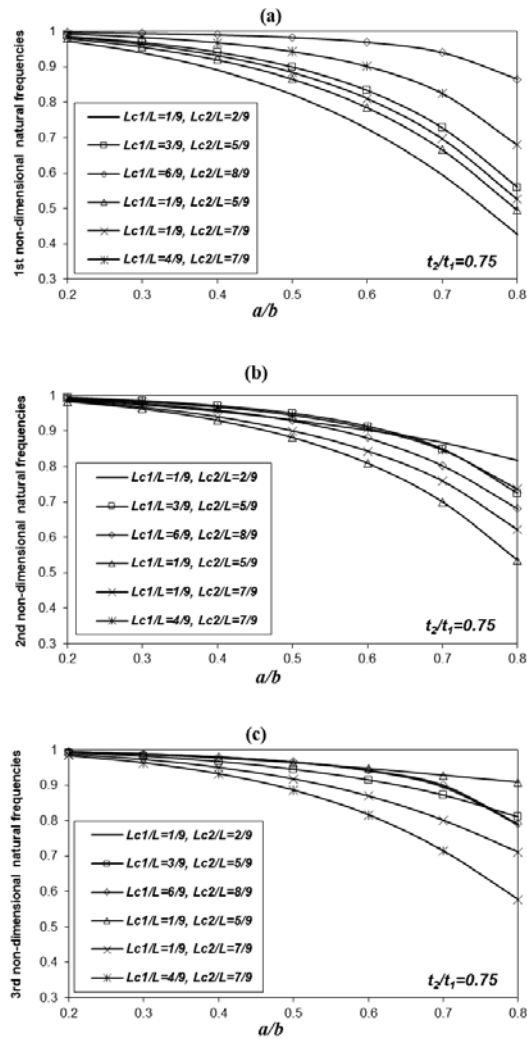 (a)
1st non-dimensional natural frequencies
1
0.9
0.8
0.7
0.6
0.5
0.4
0.3
Lc1/L=1/9, Lc2/L=2/9
Lc1/L=3/9, Lc2/L=5/9
Lc1/L=6/9, Lc2/L=8/9
Lc1/L=1/9, Lc2/L=5/9
Lc1/L=1/9, Lc2/L=7/9
Lc1/L=4/9, Lc2/L=7/9
t2/t1=0.75
0.2 0.3 0.4 0.5 0.6 0.7 0.8
a/b
(b)
2nd non-dimensional natural frequencies
1
0.9
0.8
0.7
0.6
0.5
0.4
0.3
Lc1/L=1/9, Lc2/L=2/9
Lc1/L=3/9, Lc2/L=5/9
Lc1/L=6/9, Lc2/L=8/9
Lc1/L=1/9, Lc2/L=5/9
Lc1/L=1/9, Lc2/L=7/9
Lc1/L=4/9, Lc2/L=7/9
t2/t1=0.75
0.2 0.3 0.4 0.5 0.6 0.7 0.8
a/b
(c)
3rd non-dimensional natural frequencies
1
0.9
0.8
0.7
0.6
0.5
0.4
0.3
Lc1/L=1/9, Lc2/L=2/9
Lc1/L=3/9, Lc2/L=5/9
Lc1/L=6/9, Lc2/L=8/9
Lc1/L=1/9, Lc2/L=5/9
Lc1/L=1/9, Lc2/L=7/9
Lc1/L=4/9, Lc2/L=7/9
t2/t1=0.75
0.2 0.3 0.4 0.5 0.6 0.7 0.8
a/b